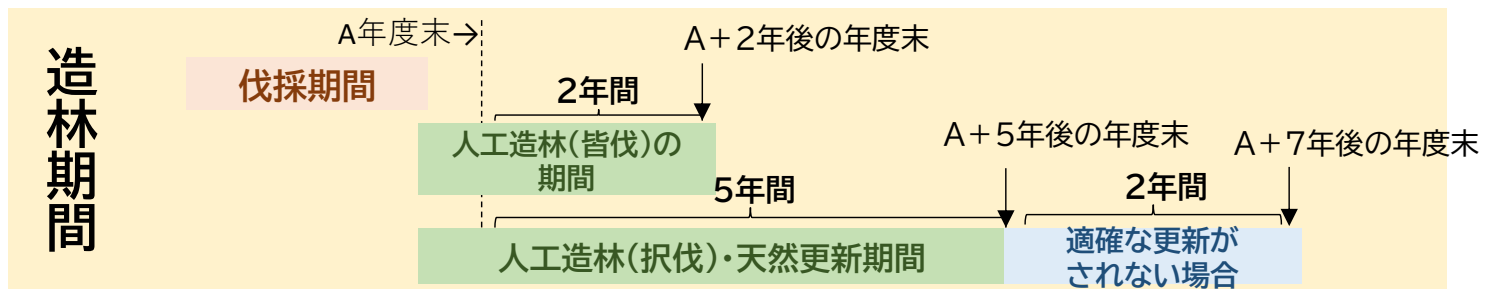 造林期間
A年度末→
伐採期間
A＋2年後の年度末
2年間
人工造林(皆伐)の
期間
A＋5年後の年度末
A＋7年後の年度末
5年間
2年間
人工造林(択伐)・天然更新期間
適確な更新が
されない場合